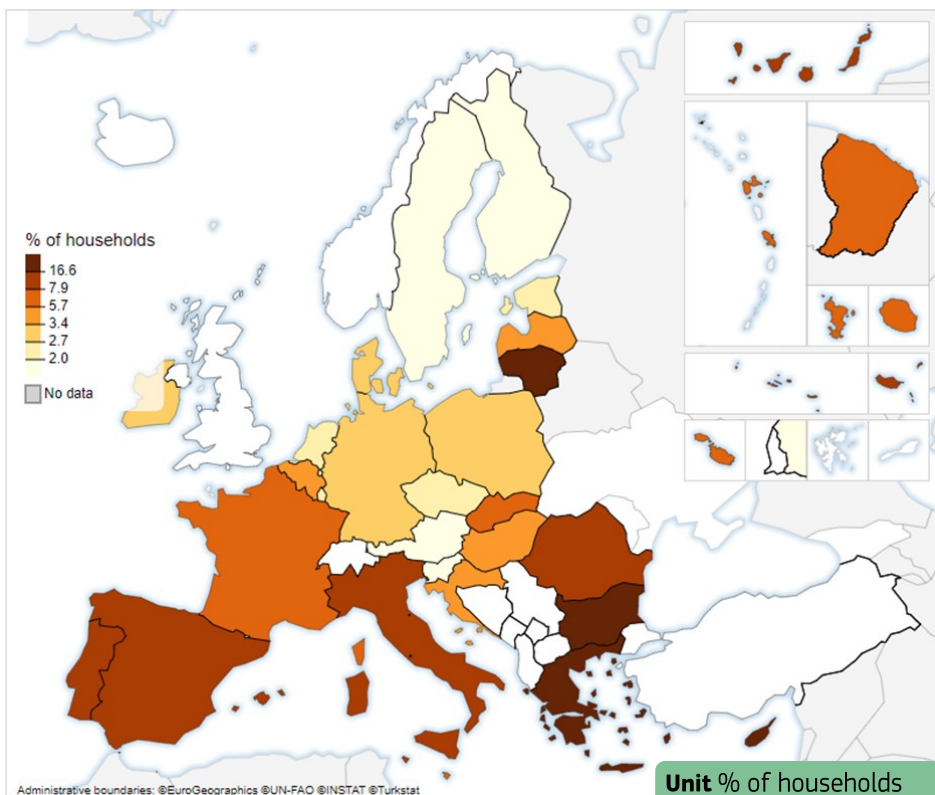 % of households
16.6
7.9
5.7
3.4
2.7
2.0
No data
Administrative boundaries: ©EuroGeographics ©UN-FAO ©INSTAT ©Turkstat
Unit % of households